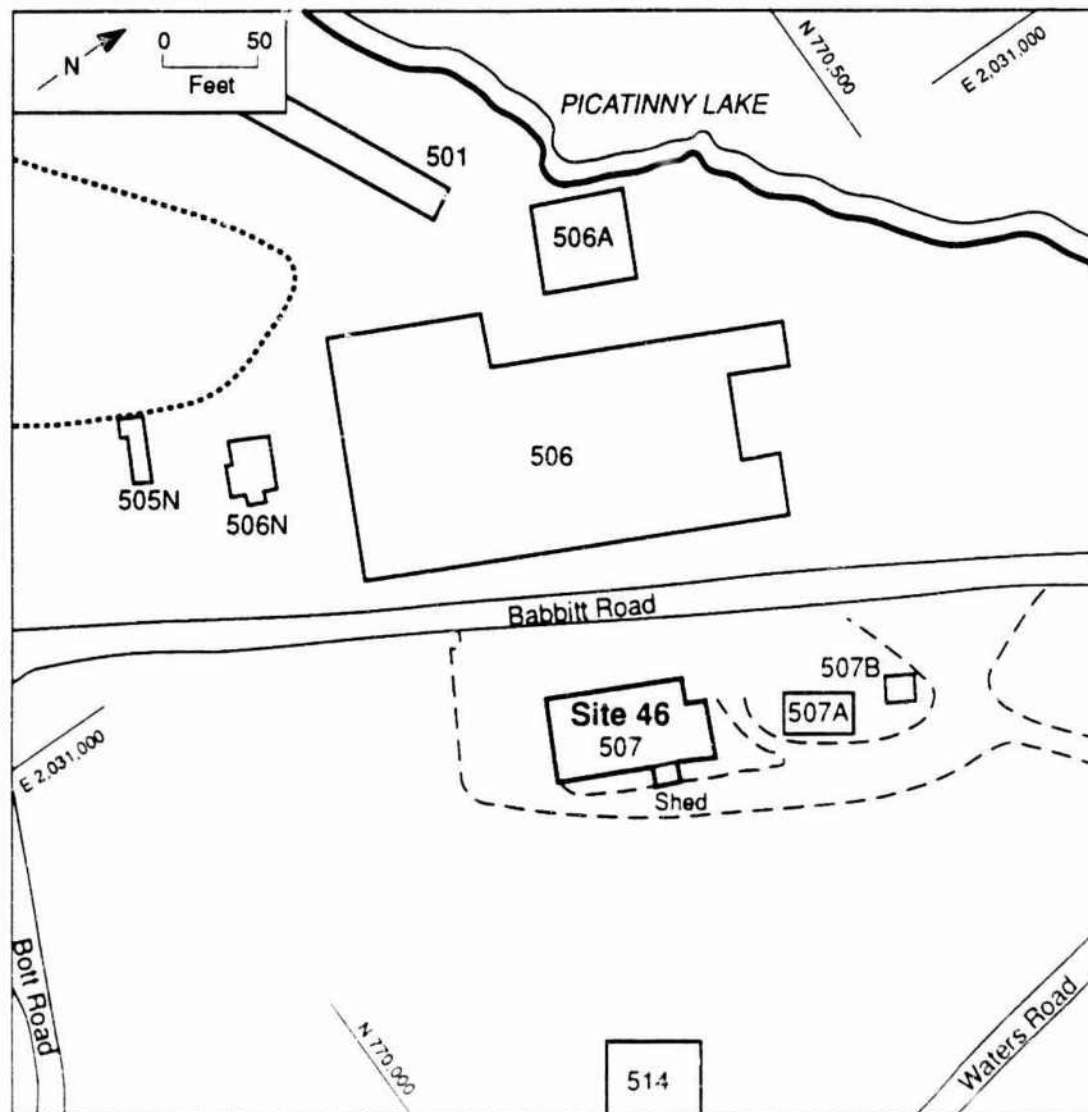 N
0 50
Feet
N 770.500
E 2,031,000
PICATINNY LAKE
501
506A
506
505N
506N
Babbitt Road
507B
Site 46
507A
507
E 2,031,000
Shed
Bott Road
N 770.000
514
Waters Road